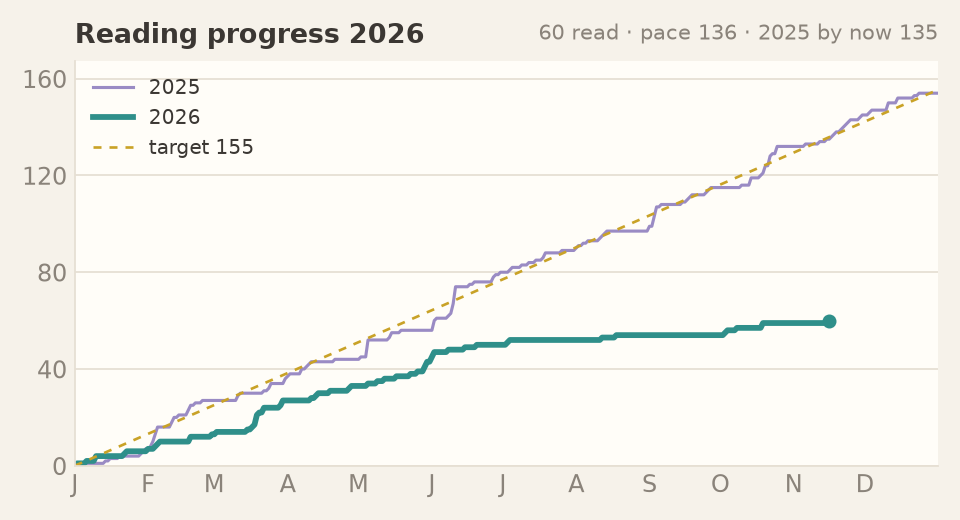 Reading progress 2026
60 read · pace 136 · 2025 by now 135
2025
2026
target 155
160
120
80
40
0
J F M A M J J A S O N D